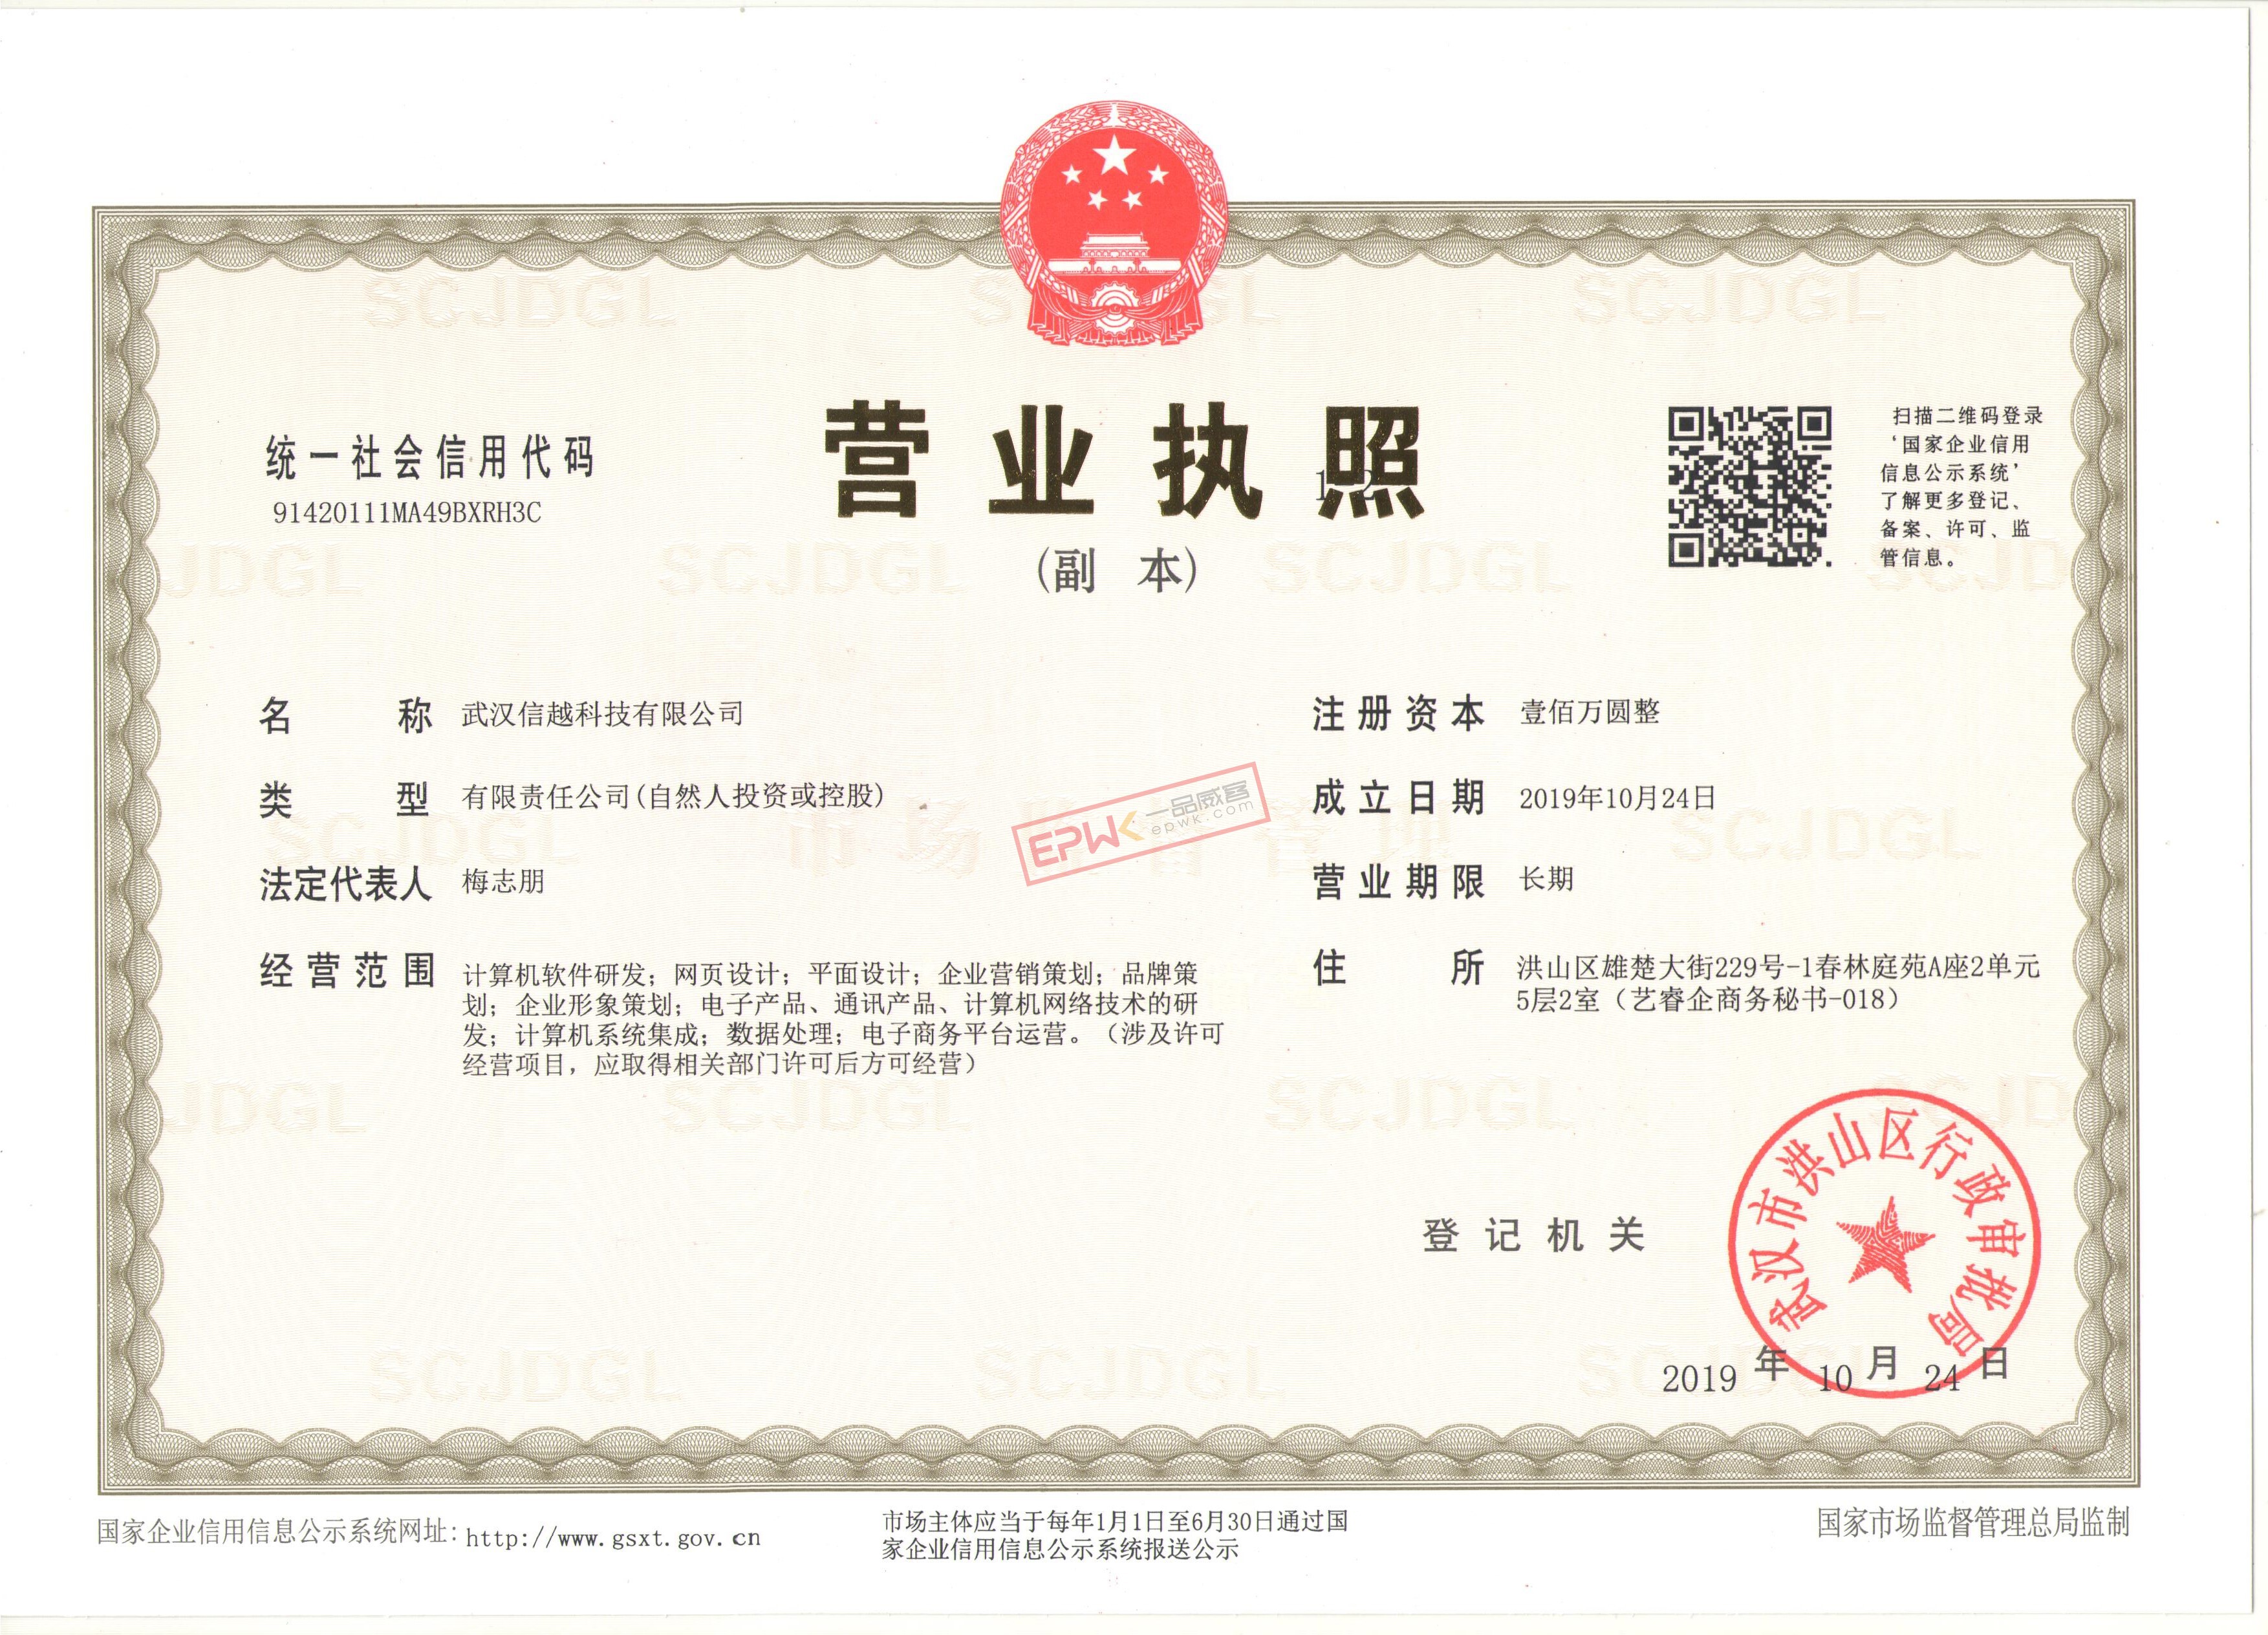 营业执照
1-2
(副 本)
统一社会信用代码
91420111MA49BXRH3C
扫描二维码登录
‘国家企业信用
信息公示系统’
了解更多登记、
备案、许可、监
管信息。
名 称 武汉信越科技有限公司
类 型 有限责任公司(自然人投资或控股)
法定代表人 梅志朋
经营范围 计算机软件研发；网页设计；平面设计；企业营销策划；品牌策
划；企业形象策划；电子产品、通讯产品、计算机网络技术的研
发；计算机系统集成；数据处理；电子商务平台运营。（涉及许可
经营项目，应取得相关部门许可后方可经营）
注册资本 壹佰万圆整
成立日期 2019年10月24日
营业期限 长期
住 所 洪山区雄楚大街229号-1春林庭苑A座2单元
5层2室（艺睿企商务秘书-018）
EPWK 一品威客
epwk.com
市场监督管理
SCJDGL
登记机关
武汉市洪山区行政审批局
2019 年 10 月 24 日
国家企业信用信息公示系统网址: http://www.gsxt.gov.cn
市场主体应当于每年1月1日至6月30日通过国
家企业信用信息公示系统报送公示
国家市场监督管理总局监制